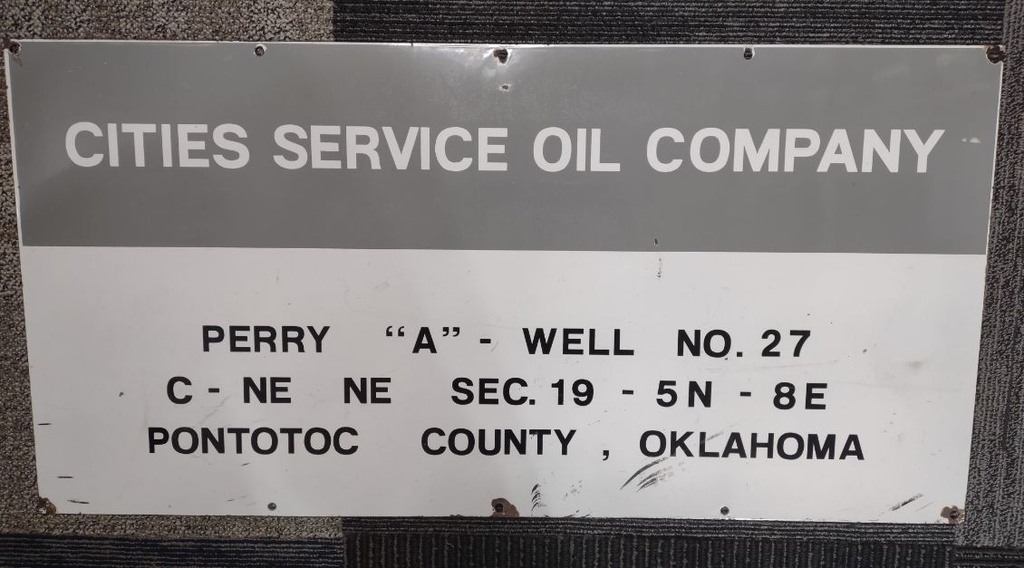 CITIES SERVICE OIL COMPANY
PERRY “A” - WELL NO. 27
C - NE NE SEC. 19 - 5N - 8E
PONTOTOC COUNTY , OKLAHOMA